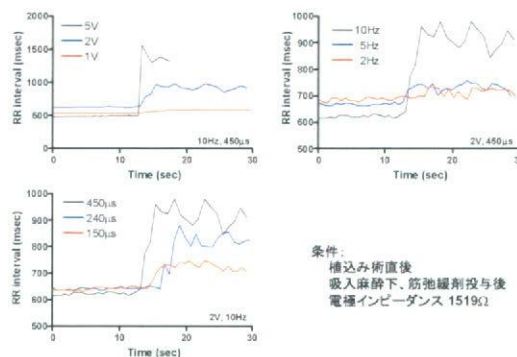 5V
2V
1V
2000
1500
1000
500
0
RR interval (msec)
0 10 20 30
Time (sec)
10Hz, 450μs
10Hz
5Hz
2Hz
1000
900
800
700
600
500
RR interval (msec)
0 10 20 30
Time (sec)
2V, 450μs
450μs
240μs
150μs
1000
900
800
700
600
500
RR interval (msec)
0 10 20 30
Time (sec)
2V, 10Hz
条件:
植込み術直後
吸入麻酔下、筋弛緩剤投与後
電極インピーダンス 1519Ω